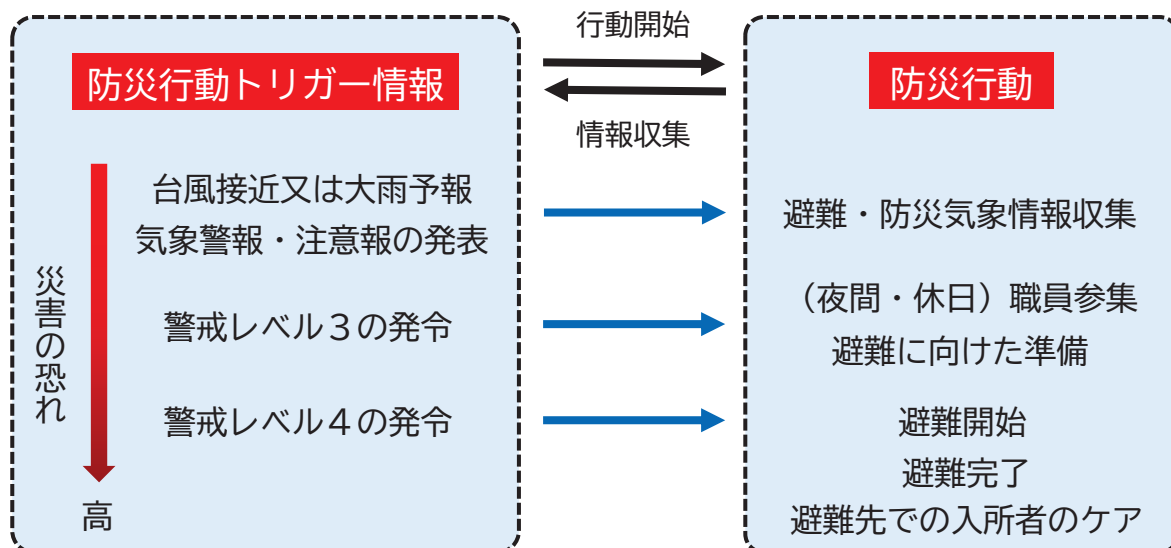 行動開始
防災行動トリガー情報
防災行動
情報収集
台風接近又は大雨予報
気象警報・注意報の発表
避難・防災気象情報収集
災害の恐れ
警戒レベル３の発令
（夜間・休日）職員参集
避難に向けた準備
警戒レベル４の発令
避難開始
避難完了
高
避難先での入所者のケア